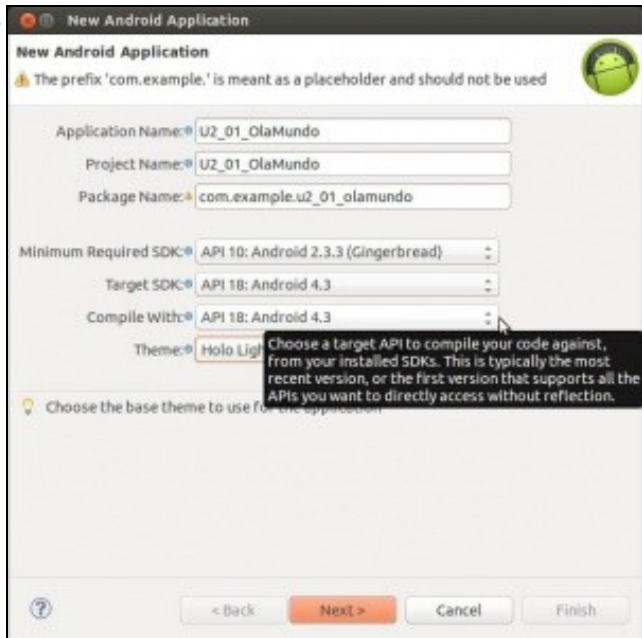 New Android Application
New Android Application
The prefix 'com.example.' is meant as a placeholder and should not be used
Application Name: U2_01_OlaMundo
Project Name: U2_01_OlaMundo
Package Name: com.example.u2_01_olamundo
Minimum Required SDK: API 10: Android 2.3.3 (Gingerbread)
Target SDK: API 18: Android 4.3
Compile With: API 18: Android 4.3
Theme: Holo Ligh
Choose a target API to compile your code against,
from your installed SDKs. This is typically the most
recent version, or the first version that supports all the
APIs you want to directly access without reflection.
Choose the base theme to use for the application
? < Back Next > Cancel Finish